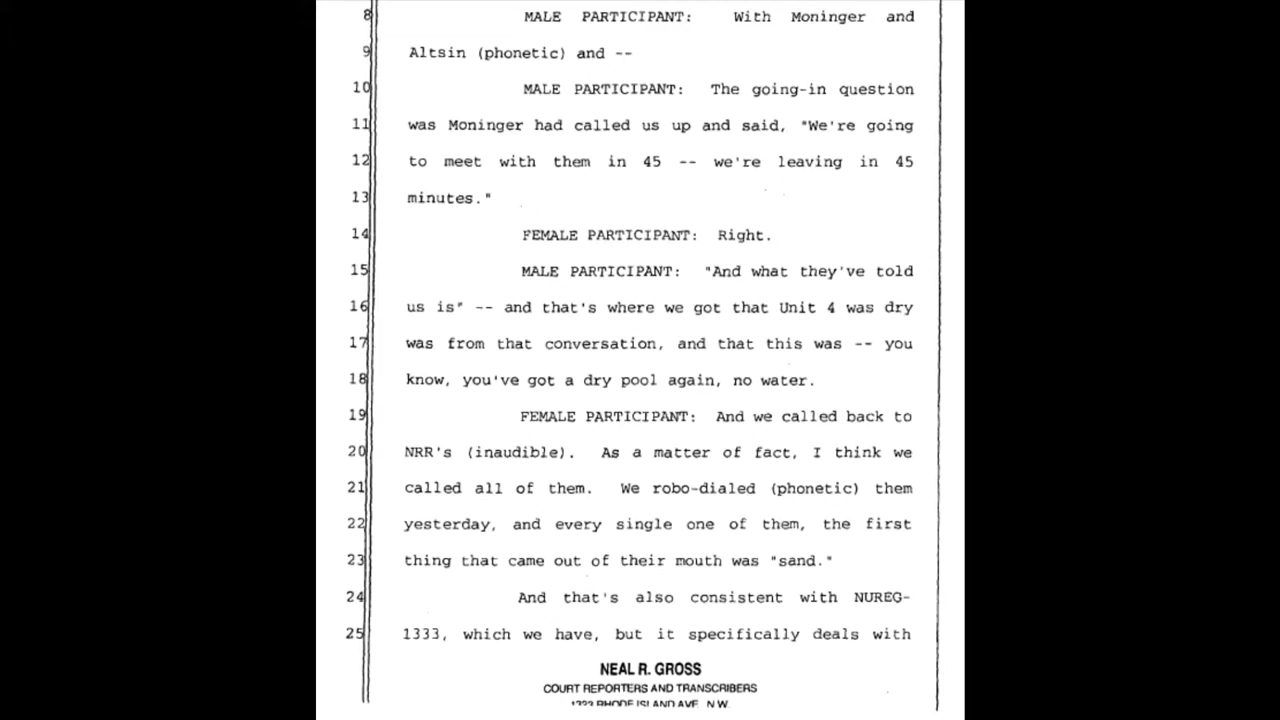 8 MALE PARTICIPANT: With Moninger and
9 Altsin (phonetic) and --
10 MALE PARTICIPANT: The going-in question
11 was Moninger had called us up and said, "We're going
12 to meet with them in 45 -- we're leaving in 45
13 minutes."
14 FEMALE PARTICIPANT: Right.
15 MALE PARTICIPANT: "And what they've told
16 us is" -- and that's where we got that Unit 4 was dry
17 was from that conversation, and that this was -- you
18 know, you've got a dry pool again, no water.
19 FEMALE PARTICIPANT: And we called back to
20 NRR's (inaudible). As a matter of fact, I think we
21 called all of them. We robo-dialed (phonetic) them
22 yesterday, and every single one of them, the first
23 thing that came out of their mouth was "sand."
24 And that's also consistent with NUREG-
25 1333, which we have, but it specifically deals with
NEAL R. GROSS
COURT REPORTERS AND TRANSCRIBERS
1323 RHODE ISLAND AVE., N.W.